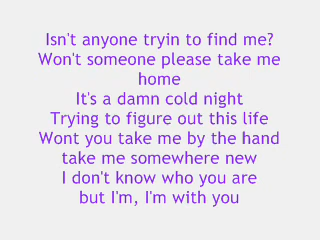 Isn't anyone tryin to find me?
Won't someone please take me
home
It's a damn cold night
Trying to figure out this life
Wont you take me by the hand
take me somewhere new
I don't know who you are
but I'm, I'm with you